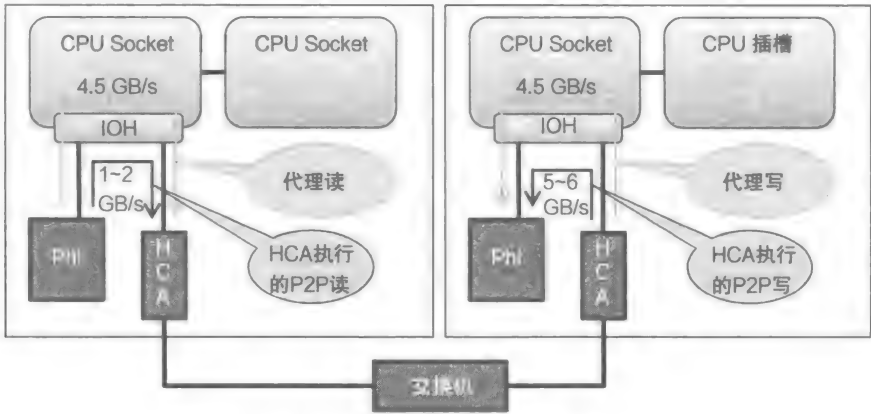 CPU Socket
4.5 GB/s
IOH
CPU Socket
1~2
GB/s
代理读
Phi
HCA
HCA执行
的P2P读
CPU Socket
4.5 GB/s
IOH
CPU 插槽
5~6
GB/s
代理写
Phi
HCA
HCA执行
的P2P写
交换机